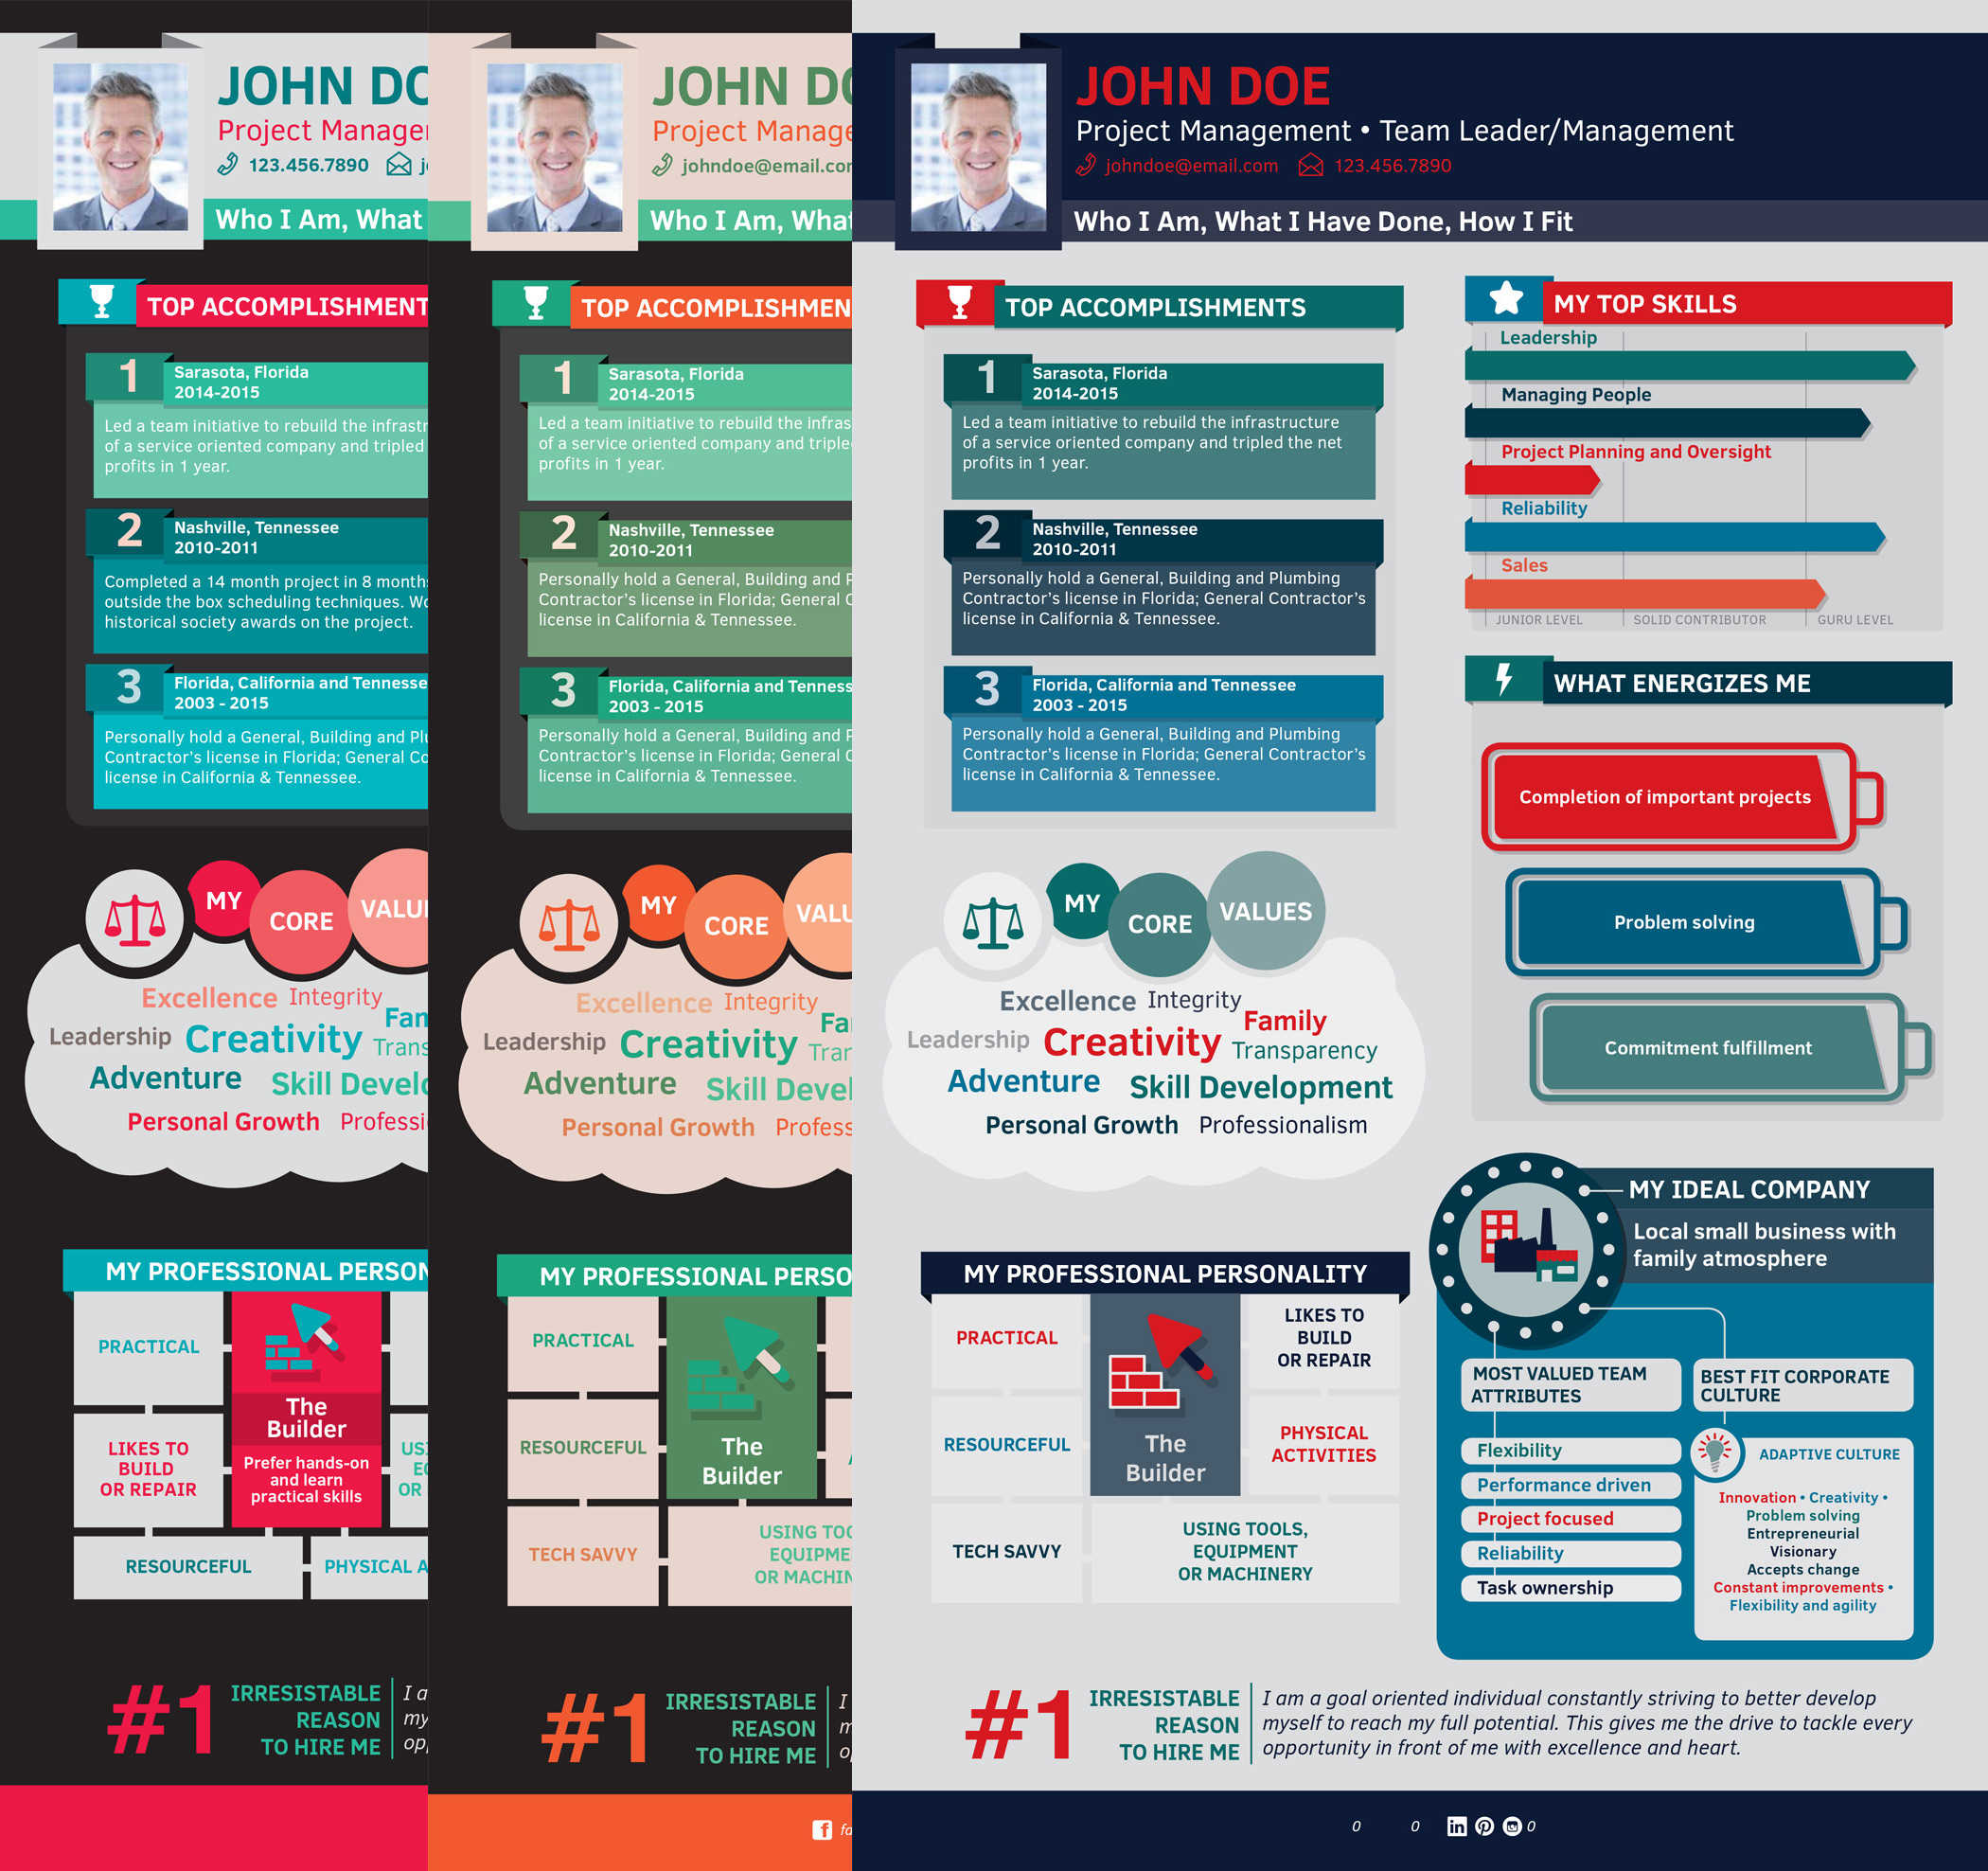 JOHN DO
Project Manager
123.456.7890
Who I Am, What
TOP ACCOMPLISHMENT
1
Sarasota, Florida
2014-2015
Led a team initiative to rebuild the infrastr
of a service oriented company and tripled
profits in 1 year.
2
Nashville, Tennessee
2010-2011
Completed a 14 month project in 8 month
outside the box scheduling techniques. Wo
historical society awards on the project.
3
Florida, California and Tennesse
2003 - 2015
Personally hold a General, Building and Plu
Contractor's license in Florida; General Co
license in California & Tennessee.
MY
CORE
VALU
Excellence Integrity
Fam
Leadership Creativity Trans
Adventure Skill Develo
Personal Growth Professi
MY PROFESSIONAL PERSON
PRACTICAL
The
Builder
Prefer hands-on
and learn
practical skills
LIKES TO
BUILD
OR REPAIR
USI
EC
OR
RESOURCEFUL
PHYSICAL A
#1
IRRESISTABLE
REASON
TO HIRE ME
I a
my
opp
JOHN DO
Project Manage
johndoe@email.com
Who I Am, What
TOP ACCOMPLISHMEN
1
Sarasota, Florida
2014-2015
Led a team initiative to rebuild the infras
of a service oriented company and triple
profits in 1 year.
2
Nashville, Tennessee
2010-2011
Personally hold a General, Building and P
Contractor's license in Florida; General C
license in California & Tennessee.
3
Florida, California and Tenness
2003 - 2015
Personally hold a General, Building and P
Contractor's license in Florida; General C
license in California & Tennessee.
MY
CORE
VALU
Excellence Integrity
Fa
Leadership Creativity Tran
Adventure Skill Devel
Personal Growth Profess
MY PROFESSIONAL PERSO
PRACTICAL
RESOURCEFUL
The
Builder
TECH SAVVY
USING TOO
EQUIPME
OR MACHIN
#1
IRRESISTABLE
REASON
TO HIRE ME
I
m
op
f fa
JOHN DOE
Project Management • Team Leader/Management
johndoe@email.com 123.456.7890
Who I Am, What I Have Done, How I Fit
TOP ACCOMPLISHMENTS
1
Sarasota, Florida
2014-2015
Led a team initiative to rebuild the infrastructure
of a service oriented company and tripled the net
profits in 1 year.
2
Nashville, Tennessee
2010-2011
Personally hold a General, Building and Plumbing
Contractor's license in Florida; General Contractor's
license in California & Tennessee.
3
Florida, California and Tennessee
2003 - 2015
Personally hold a General, Building and Plumbing
Contractor's license in Florida; General Contractor's
license in California & Tennessee.
MY
CORE
VALUES
Excellence Integrity
Family
Leadership Creativity Transparency
Adventure Skill Development
Personal Growth Professionalism
MY PROFESSIONAL PERSONALITY
PRACTICAL
LIKES TO
BUILD
OR REPAIR
RESOURCEFUL
The
Builder
PHYSICAL
ACTIVITIES
TECH SAVVY
USING TOOLS,
EQUIPMENT
OR MACHINERY
MY TOP SKILLS
Leadership
Managing People
Project Planning and Oversight
Reliability
Sales
JUNIOR LEVEL SOLID CONTRIBUTOR GURU LEVEL
WHAT ENERGIZES ME
Completion of important projects
Problem solving
Commitment fulfillment
MY IDEAL COMPANY
Local small business with
family atmosphere
MOST VALUED TEAM
ATTRIBUTES
Flexibility
Performance driven
Project focused
Reliability
Task ownership
BEST FIT CORPORATE
CULTURE
ADAPTIVE CULTURE
Innovation • Creativity •
Problem solving
Entrepreneurial
Visionary
Accepts change
Constant improvements •
Flexibility and agility
#1
IRRESISTABLE
REASON
TO HIRE ME
I am a goal oriented individual constantly striving to better develop
myself to reach my full potential. This gives me the drive to tackle every
opportunity in front of me with excellence and heart.
0 0 in 0